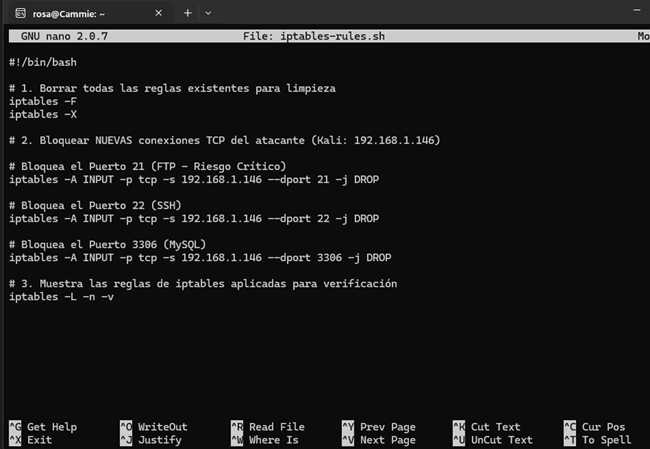 rosa@Cammie: ~
GNU nano 2.0.7 File: iptables-rules.sh Mo
#!/bin/bash
# 1. Borrar todas las reglas existentes para limpieza
iptables -F
iptables -X
# 2. Bloquear NUEVAS conexiones TCP del atacante (Kali: 192.168.1.146)
# Bloquea el Puerto 21 (FTP - Riesgo Crítico)
iptables -A INPUT -p tcp -s 192.168.1.146 --dport 21 -j DROP
# Bloquea el Puerto 22 (SSH)
iptables -A INPUT -p tcp -s 192.168.1.146 --dport 22 -j DROP
# Bloquea el Puerto 3306 (MySQL)
iptables -A INPUT -p tcp -s 192.168.1.146 --dport 3306 -j DROP
# 3. Muestra las reglas de iptables aplicadas para verificación
iptables -L -n -v
^G Get Help ^O WriteOut ^R Read File ^Y Prev Page ^K Cut Text ^C Cur Pos
^X Exit ^J Justify ^W Where Is ^V Next Page ^U UnCut Text ^T To Spell